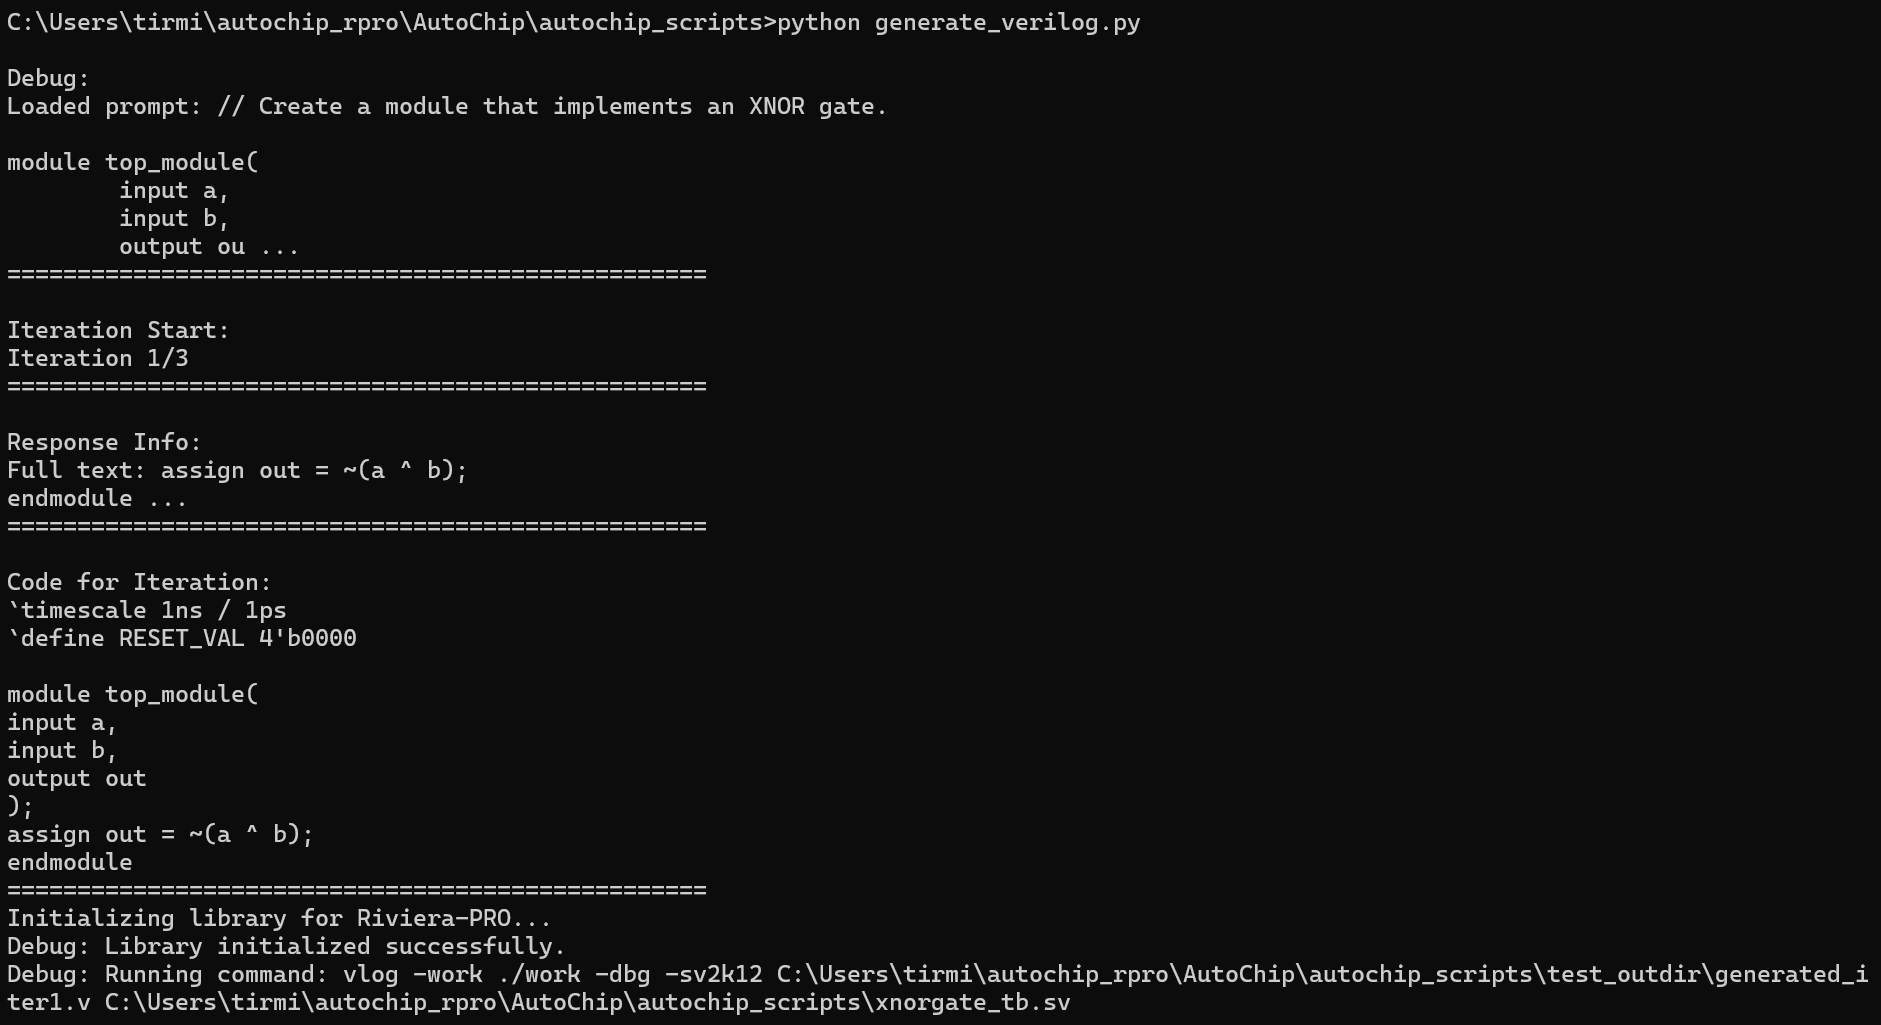 C:\Users\tirmi\autochip_rpro\AutoChip\autochip_scripts>python generate_verilog.py
Debug:
Loaded prompt: // Create a module that implements an XNOR gate.
module top_module(
input a,
input b,
output ou ...
==================================================
Iteration Start:
Iteration 1/3
==================================================
Response Info:
Full text: assign out = ~(a ^ b);
endmodule ...
==================================================
Code for Iteration:
`timescale 1ns / 1ps
`define RESET_VAL 4'b0000
module top_module(
input a,
input b,
output out
);
assign out = ~(a ^ b);
endmodule
==================================================
Initializing library for Riviera-PRO...
Debug: Library initialized successfully.
Debug: Running command: vlog -work ./work -dbg -sv2k12 C:\Users\tirmi\autochip_rpro\AutoChip\autochip_scripts\test_outdir\generated_i
ter1.v C:\Users\tirmi\autochip_rpro\AutoChip\autochip_scripts\xnorgate_tb.sv